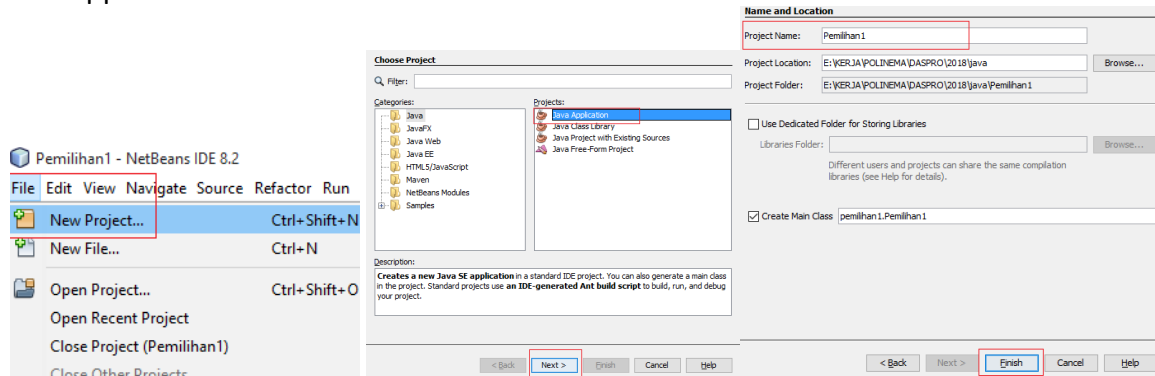 Pemilihan1 - NetBeans IDE 8.2
File Edit View Navigate Source Refactor Run
New Project... Ctrl+Shift+N
New File... Ctrl+N
Open Project... Ctrl+Shift+O
Open Recent Project
Close Project (Pemilihan1)
Close Other Projects
Choose Project
Filter:
Categories:
Java
JavaFX
Java Web
Java EE
HTML5/JavaScript
Maven
NetBeans Modules
Samples
Projects:
Java Application
Java Class Library
Java Project with Existing Sources
Java Free-Form Project
Description:
Creates a new Java SE application in a standard IDE project. You can also generate a main class
in the project. Standard projects use an IDE-generated Ant build script to build, run, and debug
your project.
< Back Next > Finish Cancel Help
Name and Location
Project Name: Pemilihan1
Project Location: E:\KERJA\POLINEMA\DASPRO\2018\java Browse...
Project Folder: E:\KERJA\POLINEMA\DASPRO\2018\java\Pemilihan1
Use Dedicated Folder for Storing Libraries
Libraries Folder: Browse...
Different users and projects can share the same compilation
libraries (see Help for details).
Create Main Class pemilihan1.Pemilihan1
< Back Next > Finish Cancel Help